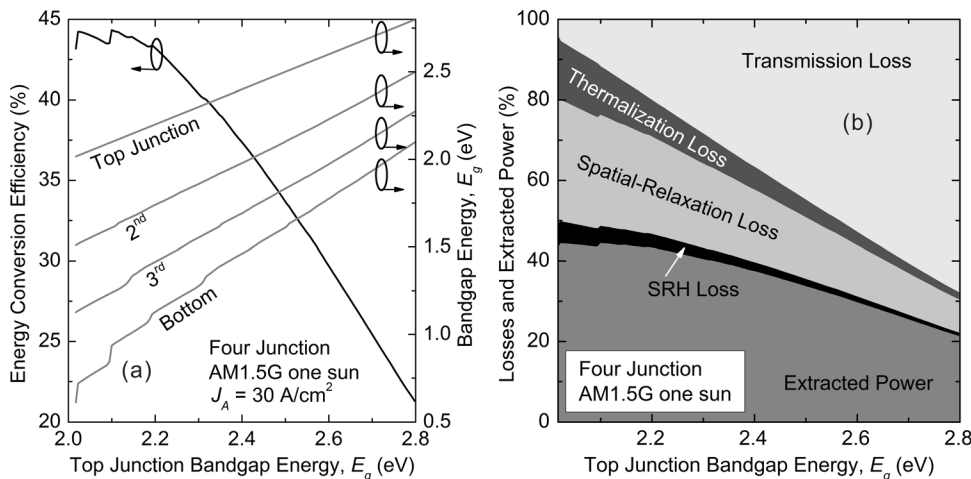 Energy Conversion Efficiency (%)
45
40
35
30
25
20
2.0
2.2
2.4
2.6
2.8
Top Junction Bandgap Energy, E_g (eV)
Bandgap Energy, E_g (eV)
2.5
2.0
1.5
1.0
0.5
Top Junction
2nd
3rd
Bottom
(a)
Four Junction
AM1.5G one sun
J_A = 30 A/cm²
Losses and Extracted Power (%)
100
80
60
40
20
0
2.2
2.4
2.6
2.8
Top Junction Bandgap Energy, E_g (eV)
Transmission Loss
(b)
Thermalization Loss
Spatial-Relaxation Loss
SRH Loss
Extracted Power
Four Junction
AM1.5G one sun